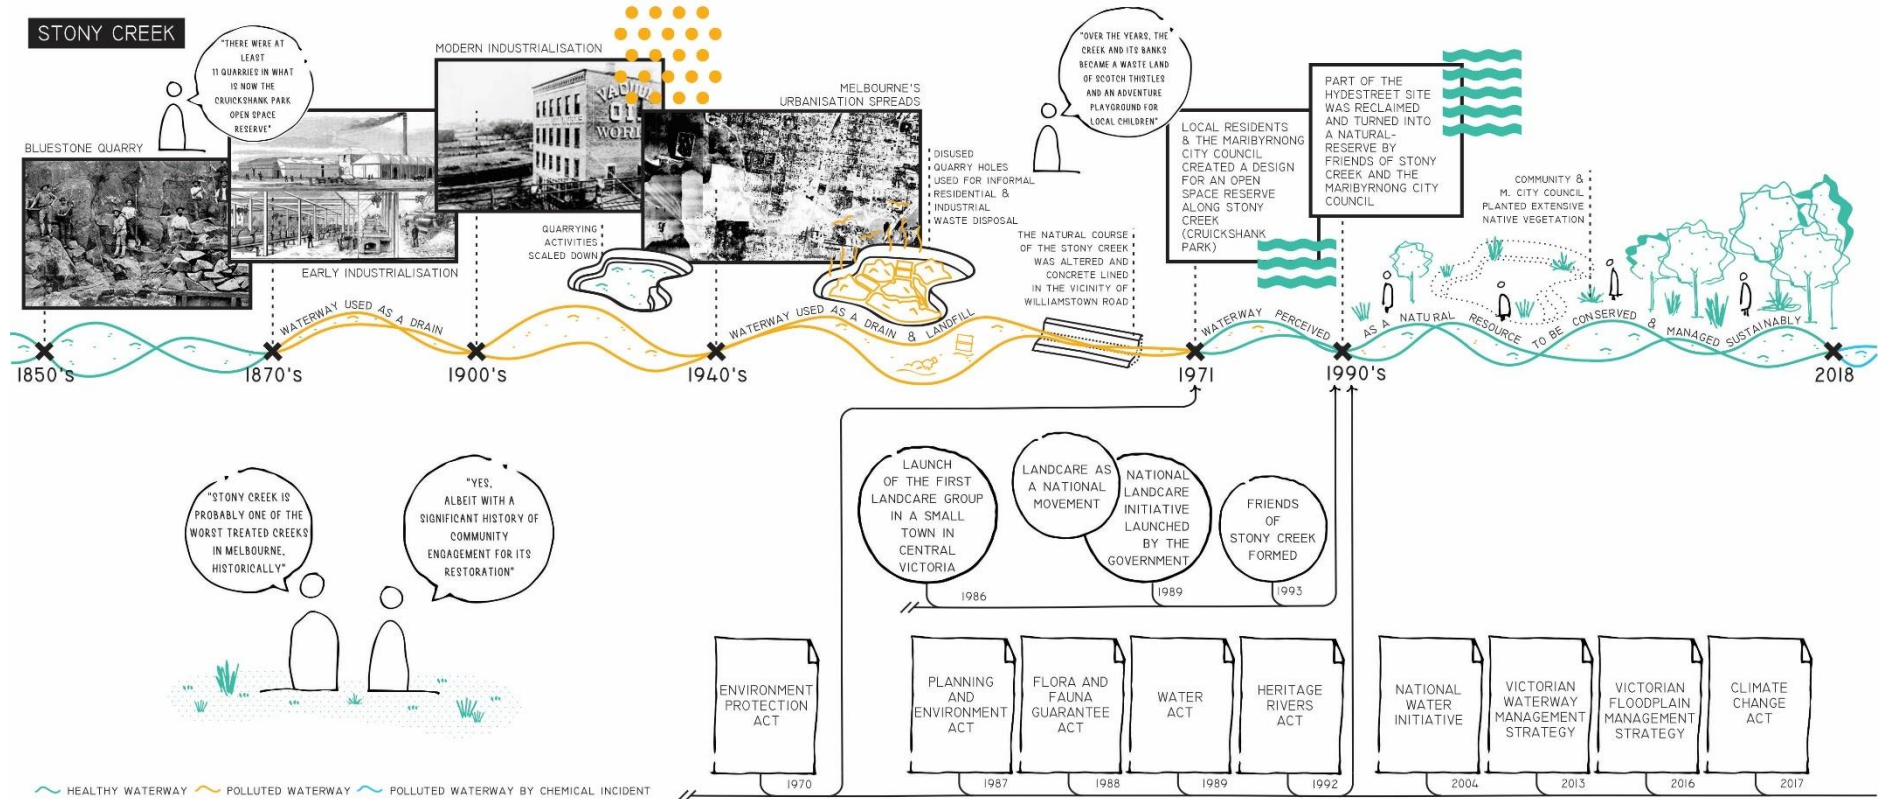 STONY CREEK
"THERE WERE AT
LEAST
11 QUARRIES IN WHAT
IS NOW THE
CRUICKSHANK PARK
OPEN SPACE
RESERVE"
BLUESTONE QUARRY
EARLY INDUSTRIALISATION
MODERN INDUSTRIALISATION
VACUUM
OIL
WORKS
QUARRYING
ACTIVITIES
SCALED DOWN
MELBOURNE'S
URBANISATION SPREADS
DISUSED
QUARRY HOLES
USED FOR INFORMAL
RESIDENTIAL &
INDUSTRIAL
WASTE DISPOSAL
THE NATURAL COURSE
OF THE STONY CREEK
WAS ALTERED AND
CONCRETE LINED
IN THE VICINITY OF
WILLIAMSTOWN ROAD
"OVER THE YEARS, THE
CREEK AND ITS BANKS
BECAME A WASTE LAND
OF SCOTCH THISTLES
AND AN ADVENTURE
PLAYGROUND FOR
LOCAL CHILDREN"
LOCAL RESIDENTS
& THE MARIBYRNONG
CITY COUNCIL
CREATED A DESIGN
FOR AN OPEN
SPACE RESERVE
ALONG STONY
CREEK
(CRUICKSHANK
PARK)
PART OF THE
HYDESTREET SITE
WAS RECLAIMED
AND TURNED INTO
A NATURAL-
RESERVE BY
FRIENDS OF STONY
CREEK AND THE
MARIBYRNONG CITY
COUNCIL
COMMUNITY &
M. CITY COUNCIL
PLANTED EXTENSIVE
NATIVE VEGETATION
WATERWAY USED AS A DRAIN
WATERWAY USED AS A DRAIN & LANDFILL
WATERWAY PERCEIVED AS A NATURAL RESOURCE TO BE CONSERVED & MANAGED SUSTAINABLY
1850'S
1870'S
1900'S
1940'S
1971
1990'S
2018
"STONY CREEK IS
PROBABLY ONE OF THE
WORST TREATED CREEKS
IN MELBOURNE,
HISTORICALLY"
"YES,
ALBEIT WITH A
SIGNIFICANT HISTORY OF
COMMUNITY
ENGAGEMENT FOR ITS
RESTORATION"
LAUNCH
OF THE FIRST
LANDCARE GROUP
IN A SMALL
TOWN IN
CENTRAL
VICTORIA
1986
LANDCARE AS
A NATIONAL
MOVEMENT
NATIONAL
LANDCARE
INITIATIVE
LAUNCHED
BY THE
GOVERNMENT
1989
FRIENDS
OF
STONY CREEK
FORMED
1993
ENVIRONMENT
PROTECTION
ACT
1970
PLANNING
AND
ENVIRONMENT
ACT
1987
FLORA AND
FAUNA
GUARANTEE
ACT
1988
WATER
ACT
1989
HERITAGE
RIVERS
ACT
1992
NATIONAL
WATER
INITIATIVE
2004
VICTORIAN
WATERWAY
MANAGEMENT
STRATEGY
2013
VICTORIAN
FLOODPLAIN
MANAGEMENT
STRATEGY
2016
CLIMATE
CHANGE
ACT
2017
HEALTHY WATERWAY
POLLUTED WATERWAY
POLLUTED WATERWAY BY CHEMICAL INCIDENT